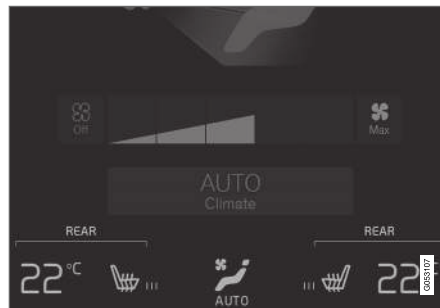 Off
Max
AUTO
Climate
REAR REAR
22°C 22°
AUTO
G053107